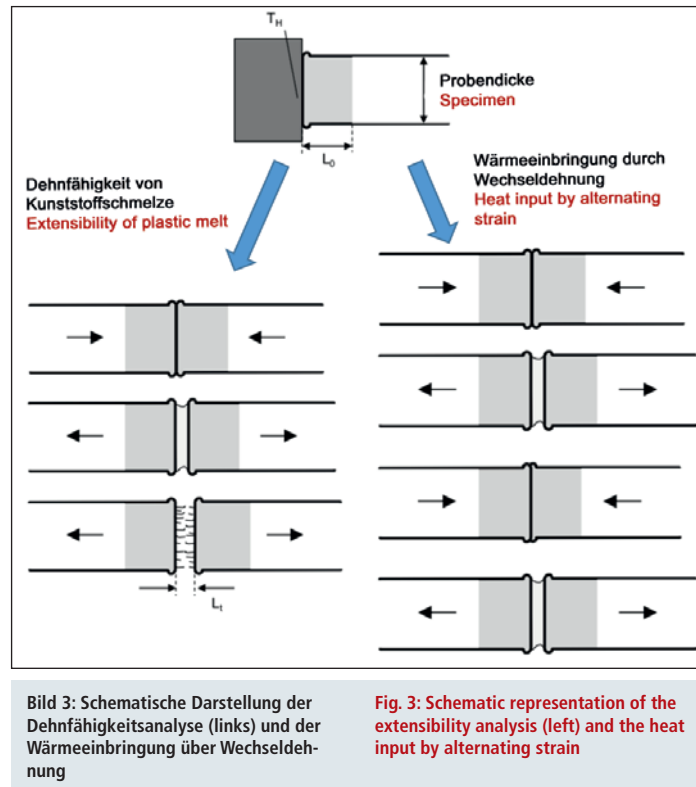 T_H
Probendicke
Specimen
L_0
Dehnfähigkeit von
Kunststoffschmelze
Extensibility of plastic melt
Wärmeeinbringung durch
Wechseldehnung
Heat input by alternating
strain
L_t
Bild 3: Schematische Darstellung der
Dehnfähigkeitsanalyse (links) und der
Wärmeeinbringung über Wechseldeh-
nung
Fig. 3: Schematic representation of the
extensibility analysis (left) and the heat
input by alternating strain